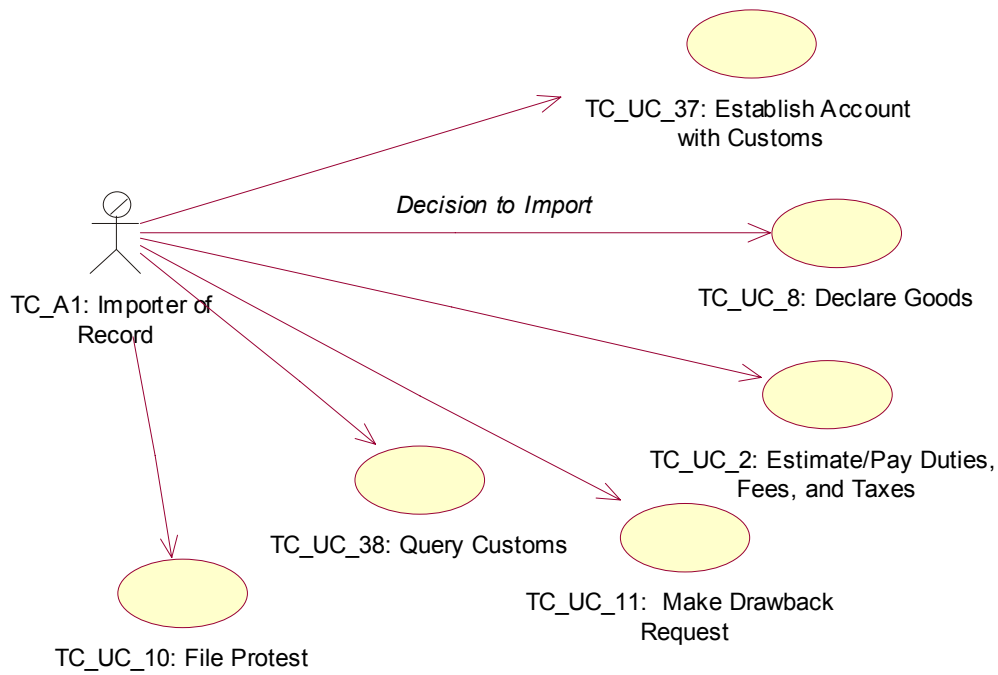 TC_UC_37: Establish Account
with Customs
Decision to Import
TC_A1: Importer of
Record
TC_UC_8: Declare Goods
TC_UC_2: Estimate/Pay Duties,
Fees, and Taxes
TC_UC_38: Query Customs
TC_UC_11:  Make Drawback
Request
TC_UC_10: File Protest